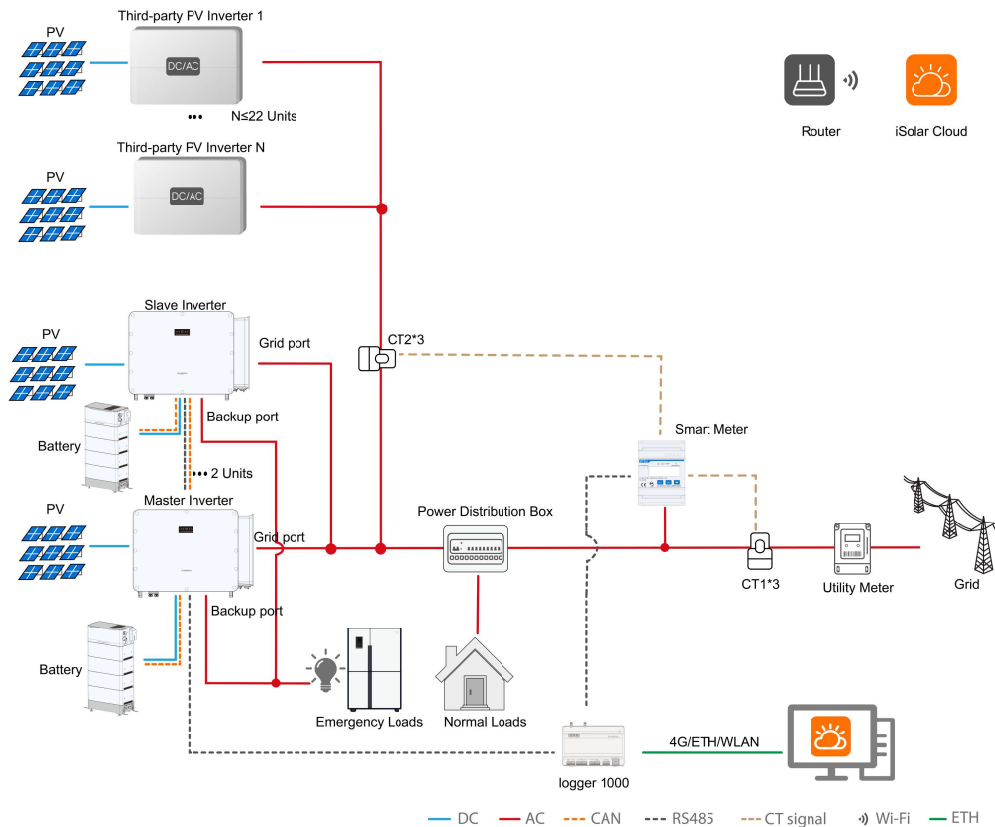 Third-party PV Inverter 1
PV
DC/AC
N≤22 Units
Router
iSolar Cloud
Third-party PV Inverter N
PV
DC/AC
Slave Inverter
PV
Grid port
CT2*3
Backup port
Battery
Smart Meter
2 Units
Master Inverter
PV
Grid port
Power Distribution Box
CT1*3
Utility Meter
Grid
Backup port
Battery
Emergency Loads
Normal Loads
4G/ETH/WLAN
logger 1000
DC
AC
CAN
RS485
CT signal
Wi-Fi
ETH